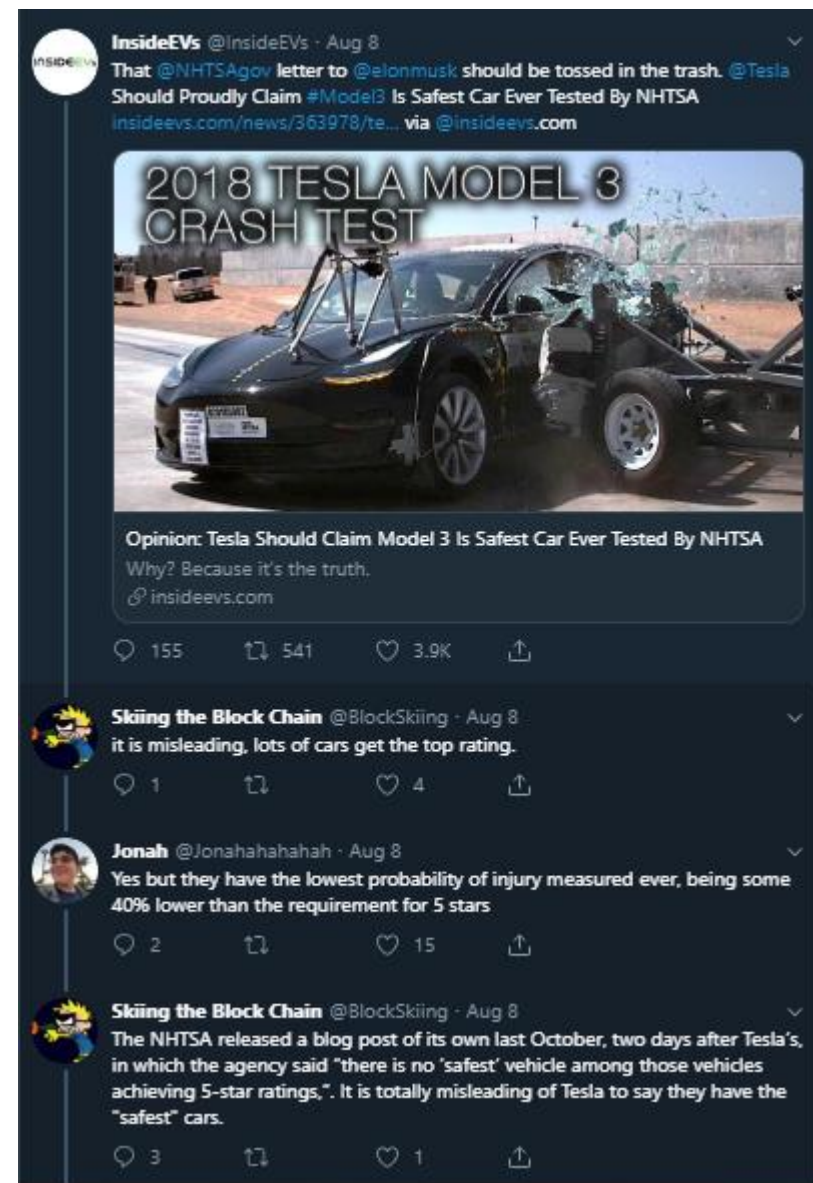 InsideEVs @InsideEVs · Aug 8
That @NHTSAgov letter to @elonmusk should be tossed in the trash. @Tesla
Should Proudly Claim #Model3 Is Safest Car Ever Tested By NHTSA
insideevs.com/news/363978/te... via @insideevs.com
INSIDEEVs
2018 TESLA MODEL 3
CRASH TEST
Opinion: Tesla Should Claim Model 3 Is Safest Car Ever Tested By NHTSA
Why? Because it's the truth.
insideevs.com
155 541 3.9K
Skiing the Block Chain @BlockSkiing · Aug 8
it is misleading, lots of cars get the top rating.
1 4
Jonah @Jonahahahahah · Aug 8
Yes but they have the lowest probability of injury measured ever, being some
40% lower than the requirement for 5 stars
2 15
Skiing the Block Chain @BlockSkiing · Aug 8
The NHTSA released a blog post of its own last October, two days after Tesla's,
in which the agency said "there is no 'safest' vehicle among those vehicles
achieving 5-star ratings,". It is totally misleading of Tesla to say they have the
"safest" cars.
3 1